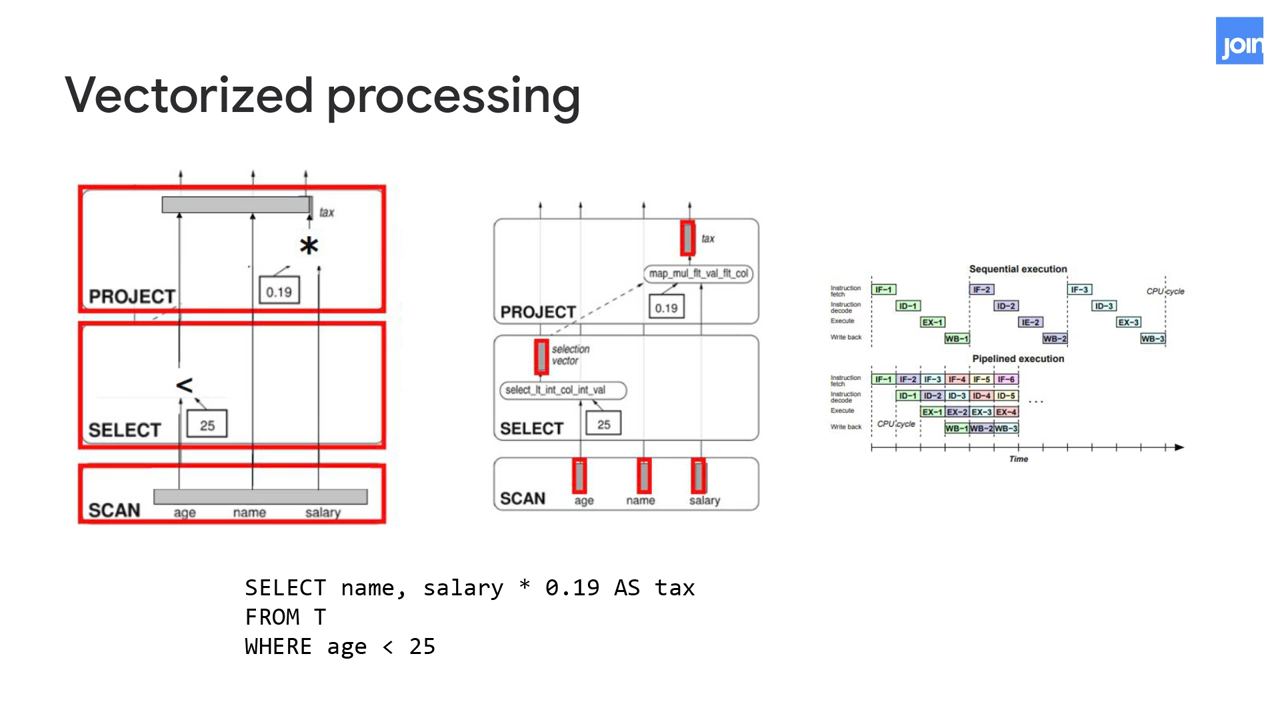 join
Vectorized processing
tax
*
0.19
PROJECT
<
25
SELECT
SCAN
age name salary
tax
map_mul_flt_val_flt_col
0.19
PROJECT
selection
vector
select_lt_int_col_int_val
25
SELECT
SCAN
age name salary
Sequential execution
Instruction
fetch
IF-1 IF-2 IF-3 CPU cycle
Instruction
decode
ID-1 ID-2 ID-3
Execute EX-1 IE-2 EX-3
Write back WB-1 WB-2 WB-3
Pipelined execution
Instruction
fetch
IF-1 IF-2 IF-3 IF-4 IF-5 IF-6
Instruction
decode
ID-1 ID-2 ID-3 ID-4 ID-5 ...
Execute EX-1 EX-2 EX-3 EX-4
Write back CPU cycle WB-1 WB-2 WB-3
Time
SELECT name, salary * 0.19 AS tax
FROM T
WHERE age < 25